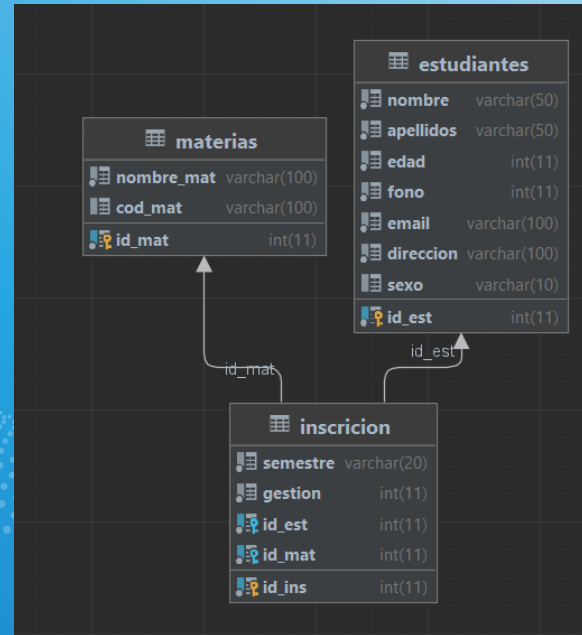 estudiantes
nombre varchar(50)
apellidos varchar(50)
edad int(11)
fono int(11)
email varchar(100)
direccion varchar(100)
sexo varchar(10)
id_est int(11)
materias
nombre_mat varchar(100)
cod_mat varchar(100)
id_mat int(11)
id_mat
id_est
inscricion
semestre varchar(20)
gestion int(11)
id_est int(11)
id_mat int(11)
id_ins int(11)